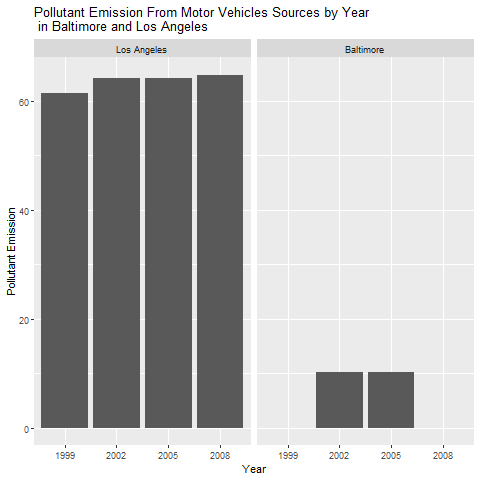 Pollutant Emission From Motor Vehicles Sources by Year
in Baltimore and Los Angeles
Los Angeles
Baltimore
Pollutant Emission
60
40
20
0
1999 2002 2005 2008
1999 2002 2005 2008
Year